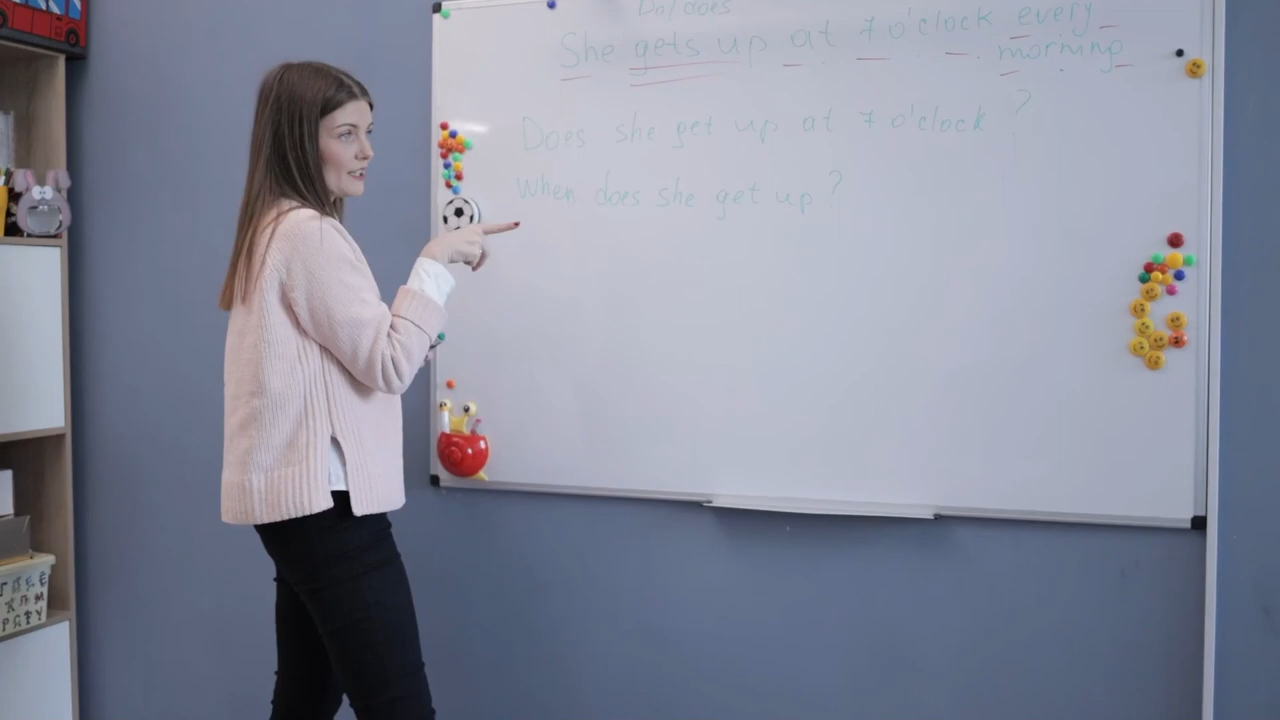 Do/does
She gets up at 7 o'clock every
morning
Does she get up at 7 o'clock ?
When does she get up ?